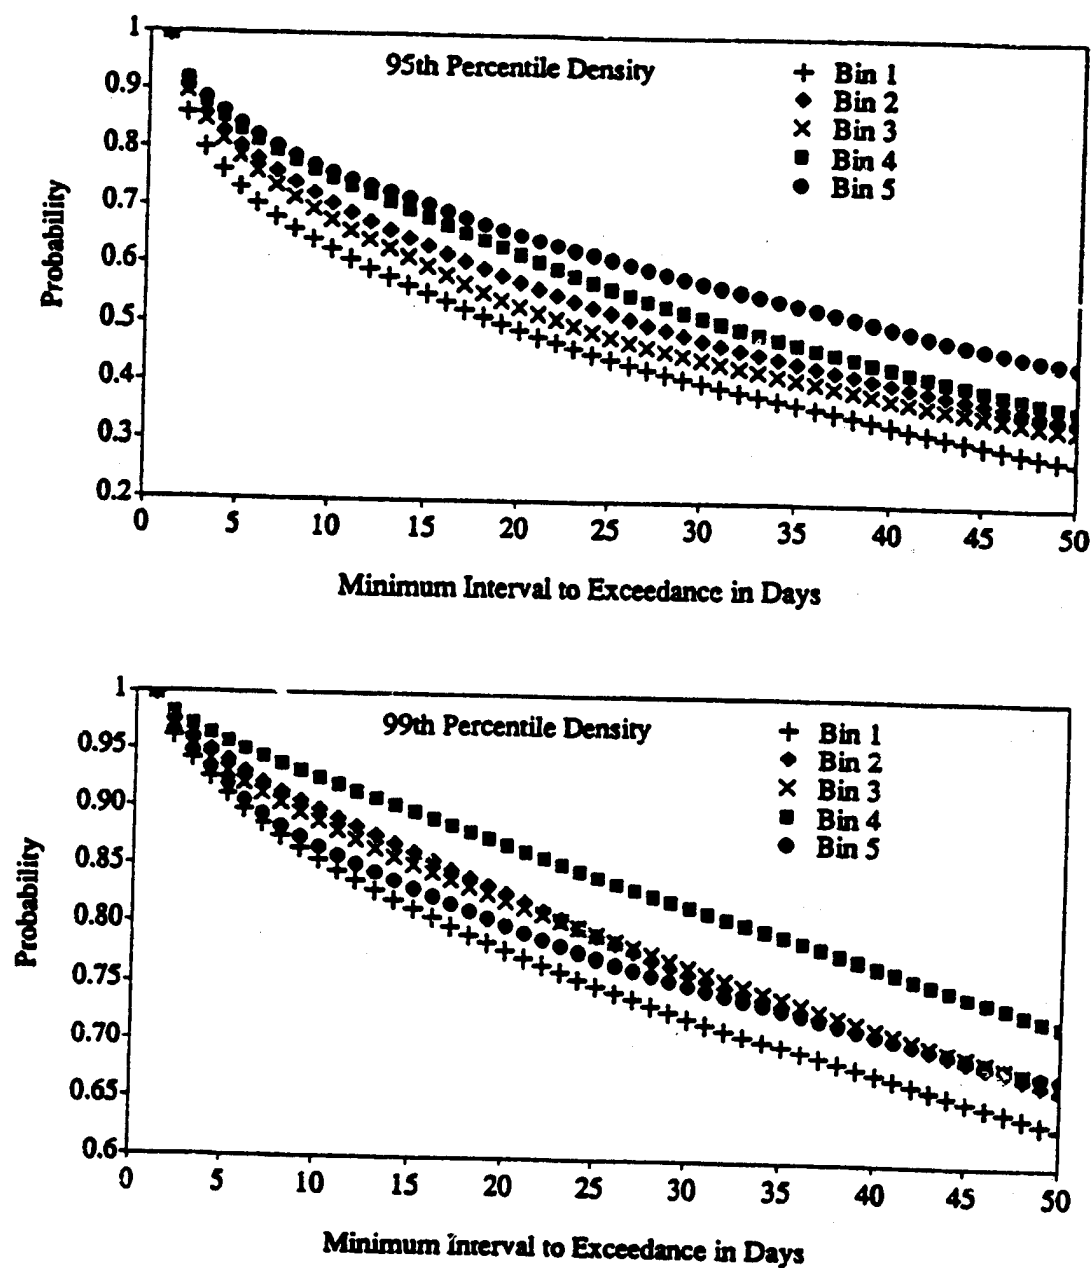 95th Percentile Density
Bin 1
Bin 2
Bin 3
Bin 4
Bin 5
1
0.9
0.8
0.7
0.6
0.5
0.4
0.3
0.2
Probability
0 5 10 15 20 25 30 35 40 45 50
Minimum Interval to Exceedance in Days
99th Percentile Density
Bin 1
Bin 2
Bin 3
Bin 4
Bin 5
1
0.95
0.90
0.85
0.80
0.75
0.70
0.65
0.6
Probability
0 5 10 15 20 25 30 35 40 45 50
Minimum Interval to Exceedance in Days